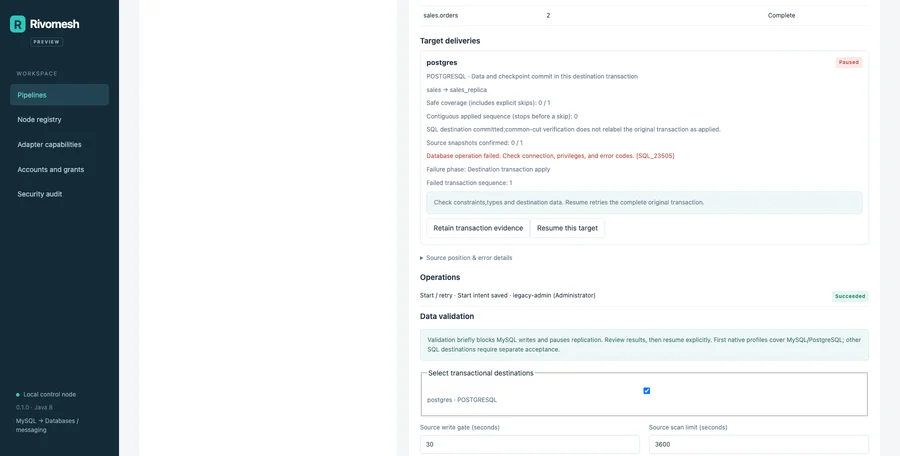 Rivomesh
PREVIEW
WORKSPACE
Pipelines
Node registry
Adapter capabilities
Accounts and grants
Security audit
Local control node
0.1.0 · Java 8
MySQL → Databases /
messaging
sales.orders 2 Complete
Target deliveries
postgres Paused
POSTGRESQL · Data and checkpoint commit in this destination transaction
sales → sales_replica
Safe coverage (includes explicit skips): 0 / 1
Contiguous applied sequence (stops before a skip): 0
SQL destination committed;common-cut verification does not relabel the original transaction as applied.
Source snapshots confirmed: 0 / 1
Database operation failed. Check connection, privileges, and error codes. [SQL_23505]
Failure phase: Destination transaction apply
Failed transaction sequence: 1
Check constraints,types and destination data. Resume retries the complete original transaction.
Retain transaction evidence Resume this target
Source position & error details
Operations
Start / retry · Start intent saved · legacy-admin (Administrator) Succeeded
Data validation
Validation briefly blocks MySQL writes and pauses replication. Review results, then resume explicitly. First native profiles cover MySQL/PostgreSQL; other
SQL destinations require separate acceptance.
Select transactional destinations
postgres · POSTGRESQL
Source write gate (seconds) Source scan limit (seconds)
30 3600